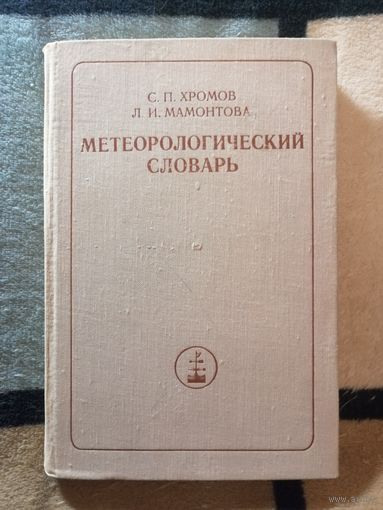 С. П. ХРОМОВ
Л. И. МАМОНТОВА
МЕТЕОРОЛОГИЧЕСКИЙ
СЛОВАРЬ